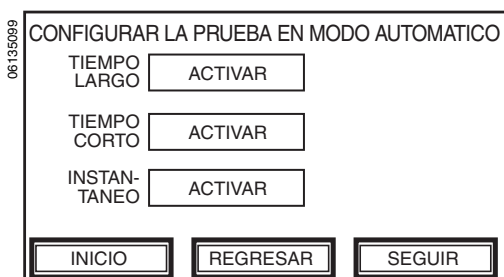 06135099
CONFIGURAR LA PRUEBA EN MODO AUTOMATICO
TIEMPO
LARGO
ACTIVAR
TIEMPO
CORTO
ACTIVAR
INSTAN-
TANEO
ACTIVAR
INICIO
REGRESAR
SEGUIR